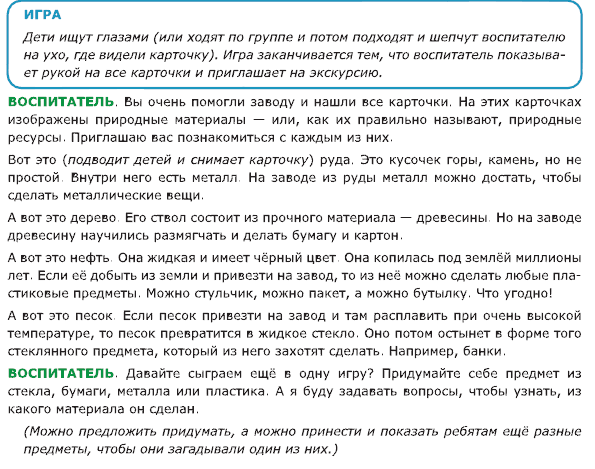 ИГРА
Дети ищут глазами (или ходят по группе и потом подходят и шепчут воспитателю
на ухо, где видели карточку). Игра заканчивается тем, что воспитатель показыва-
ет рукой на все карточки и приглашает на экскурсию.
ВОСПИТАТЕЛЬ. Вы очень помогли заводу и нашли все карточки. На этих карточках
изображены природные материалы — или, как их правильно называют, природные
ресурсы. Приглашаю вас познакомиться с каждым из них.
Вот это (подводит детей и снимает карточку) руда. Это кусочек горы, камень, но не
простой. Внутри него есть металл. На заводе из руды металл можно достать, чтобы
сделать металлические вещи.
А вот это дерево. Его ствол состоит из прочного материала — древесины. Но на заводе
древесину научились размягчать и делать бумагу и картон.
А вот это нефть. Она жидкая и имеет чёрный цвет. Она копилась под землёй миллионы
лет. Если её добыть из земли и привезти на завод, то из неё можно сделать любые пла-
стиковые предметы. Можно стульчик, можно пакет, а можно бутылку. Что угодно!
А вот это песок. Если песок привезти на завод и там расплавить при очень высокой
температуре, то песок превратится в жидкое стекло. Оно потом остынет в форме того
стеклянного предмета, который из него захотят сделать. Например, банки.
ВОСПИТАТЕЛЬ. Давайте сыграем ещё в одну игру? Придумайте себе предмет из
стекла, бумаги, металла или пластика. А я буду задавать вопросы, чтобы узнать, из
какого материала он сделан.
(Можно предложить придумать, а можно принести и показать ребятам ещё разные
предметы, чтобы они загадывали один из них.)